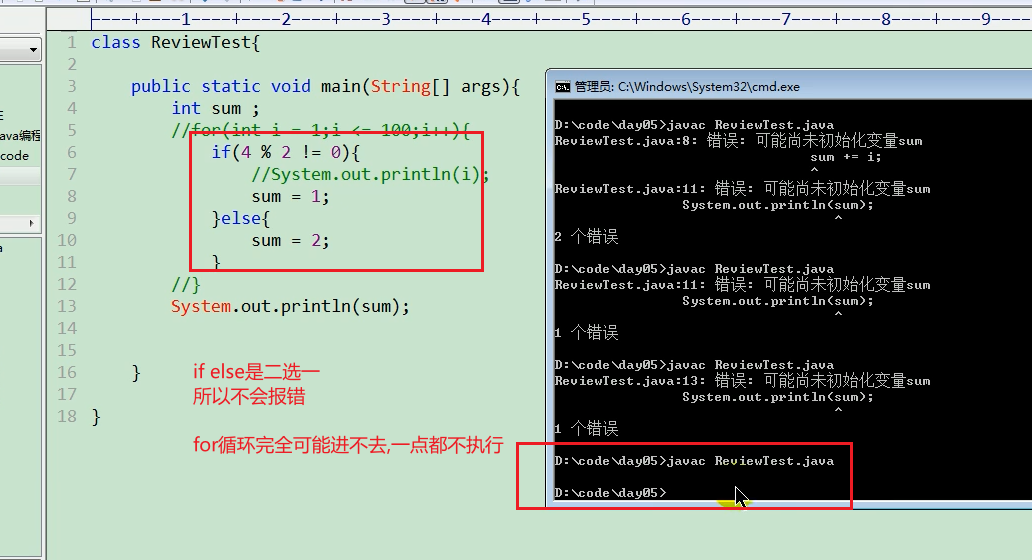 ----+----1----+----2----+----3----+----4----+----5----+----6----+----7----+----8----+----9----
1 class ReviewTest{
2
3 public static void main(String[] args){
4 int sum ;
5 //for(int i = 1;i <= 100;i++){
6 if(4 % 2 != 0){
7 //System.out.println(i);
8 sum = 1;
9 }else{
10 sum = 2;
11 }
12 //}
13 System.out.println(sum);
14
15
16 }
17
18 }
if else是二选一
所以不会报错
for循环完全可能进不去,一点都不执行
ava编程
code
管理员: C:\Windows\System32\cmd.exe
D:\code\day05>javac ReviewTest.java
ReviewTest.java:8: 错误: 可能尚未初始化变量sum
sum += i;
^
ReviewTest.java:11: 错误: 可能尚未初始化变量sum
System.out.println(sum);
^
2 个错误
D:\code\day05>javac ReviewTest.java
ReviewTest.java:11: 错误: 可能尚未初始化变量sum
System.out.println(sum);
^
1 个错误
D:\code\day05>javac ReviewTest.java
ReviewTest.java:13: 错误: 可能尚未初始化变量sum
System.out.println(sum);
^
1 个错误
D:\code\day05>javac ReviewTest.java
D:\code\day05>